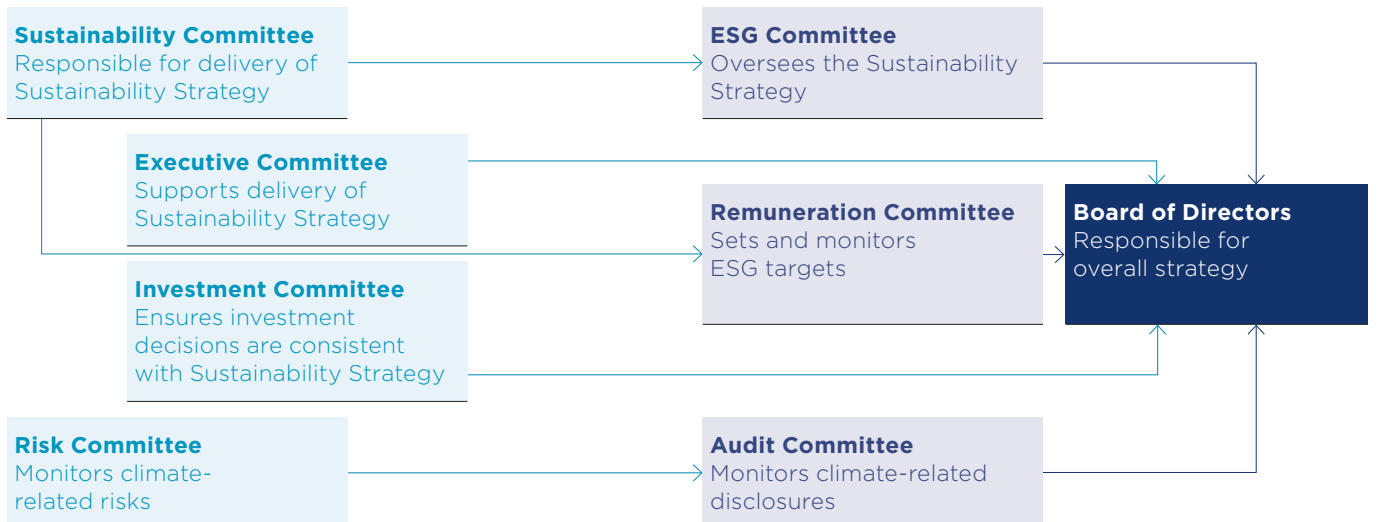 Sustainability Committee
Responsible for delivery of
Sustainability Strategy
ESG Committee
Oversees the Sustainability
Strategy
Executive Committee
Supports delivery of
Sustainability Strategy
Remuneration Committee
Sets and monitors
ESG targets
Board of Directors
Responsible for
overall strategy
Investment Committee
Ensures investment
decisions are consistent
with Sustainability Strategy
Risk Committee
Monitors climate-
related risks
Audit Committee
Monitors climate-related
disclosures